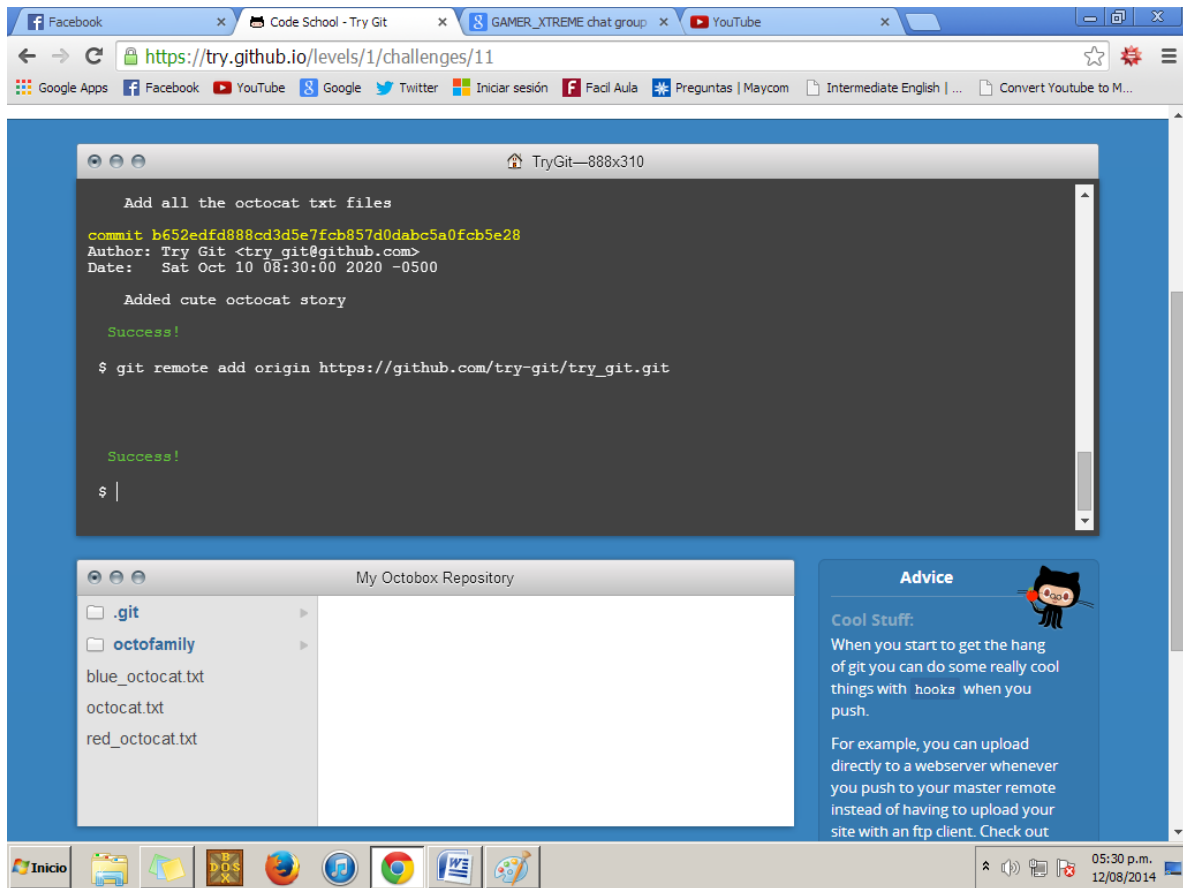 Facebook
Code School - Try Git
GAMER_XTREME chat group
YouTube
https://try.github.io/levels/1/challenges/11
Google Apps
Facebook
YouTube
Google
Twitter
Iniciar sesión
Facil Aula
Preguntas | Maycom
Intermediate English | ...
Convert Youtube to M...
TryGit—888x310
Add all the octocat txt files
commit b652edfd888cd3d5e7fcb857d0dabc5a0fcb5e28
Author: Try Git <try_git@github.com>
Date: Sat Oct 10 08:30:00 2020 -0500
Added cute octocat story
Success!
$ git remote add origin https://github.com/try-git/try_git.git
Success!
$
My Octobox Repository
.git
octofamily
blue_octocat.txt
octocat.txt
red_octocat.txt
Advice
Cool Stuff:
When you start to get the hang
of git you can do some really cool
things with hooks when you
push.
For example, you can upload
directly to a webserver whenever
you push to your master remote
instead of having to upload your
site with an ftp client. Check out
Inicio
05:30 p.m.
12/08/2014